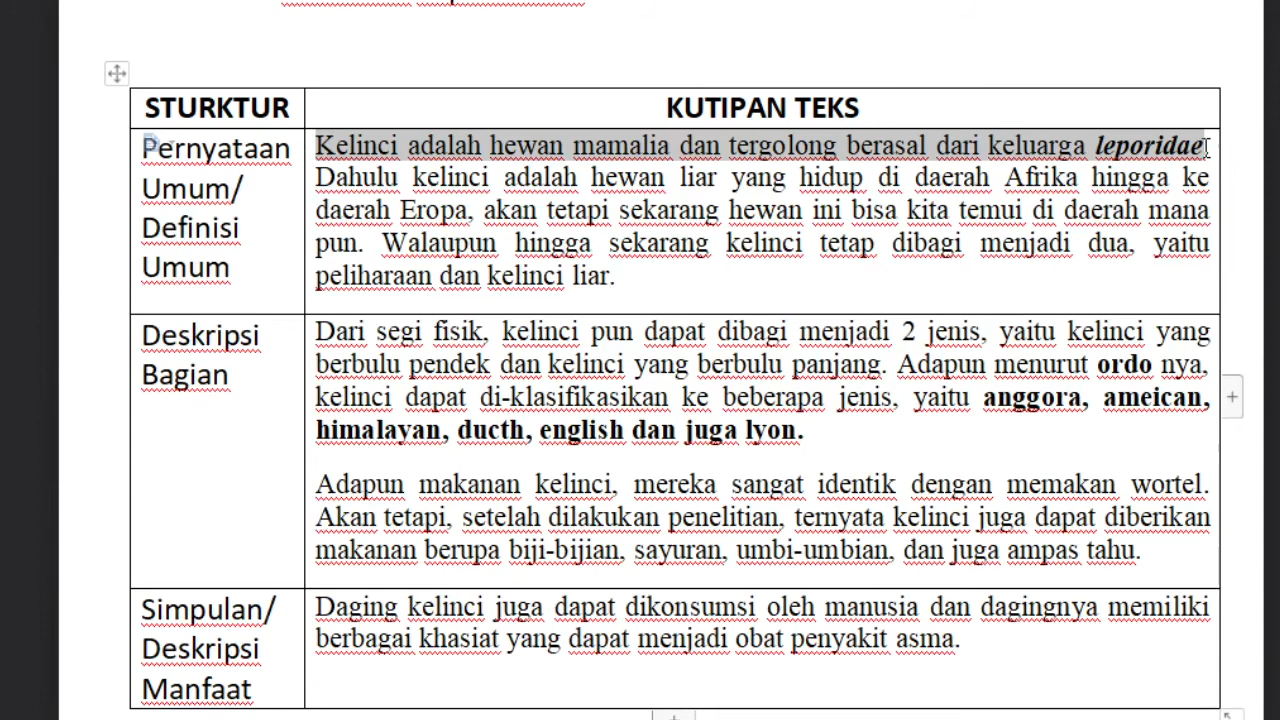 STURKTUR
KUTIPAN TEKS
Pernyataan
Umum/
Definisi
Umum
Kelinci adalah hewan mamalia dan tergolong berasal dari keluarga leporidae
Dahulu kelinci adalah hewan liar yang hidup di daerah Afrika hingga ke
daerah Eropa, akan tetapi sekarang hewan ini bisa kita temui di daerah mana
pun. Walaupun hingga sekarang kelinci tetap dibagi menjadi dua, yaitu
peliharaan dan kelinci liar.
Deskripsi
Bagian
Dari segi fisik, kelinci pun dapat dibagi menjadi 2 jenis, yaitu kelinci yang
berbulu pendek dan kelinci yang berbulu panjang. Adapun menurut ordo nya,
kelinci dapat di-klasifikasikan ke beberapa jenis, yaitu anggora, ameican,
himalayan, ducth, english dan juga lyon.
Adapun makanan kelinci, mereka sangat identik dengan memakan wortel.
Akan tetapi, setelah dilakukan penelitian, ternyata kelinci juga dapat diberikan
makanan berupa biji-bijian, sayuran, umbi-umbian, dan juga ampas tahu.
Simpulan/
Deskripsi
Manfaat
Daging kelinci juga dapat dikonsumsi oleh manusia dan dagingnya memiliki
berbagai khasiat yang dapat menjadi obat penyakit asma.